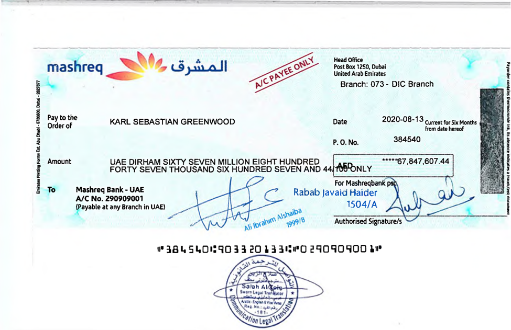 mashreq المشرق
A/C PAYEE ONLY
Head Office
Post Box 1250, Dubai
United Arab Emirates
Branch: 073 - DIC Branch
Pay to the
Order of
KARL SEBASTIAN GREENWOOD
Date 2020-08-13 Current for Six Months
from date hereof
P. O. No. 384540
Amount UAE DIRHAM SIXTY SEVEN MILLION EIGHT HUNDRED
FORTY SEVEN THOUSAND SIX HUNDRED SEVEN AND 44/100 ONLY
AED *****67,847,607.44
To Mashreq Bank - UAE
A/C No. 290909001
(Payable at any Branch in UAE)
For Mashreqbank psc
Ali Ibrahim Alshaiba
1999/8
Rabab Javaid Haider
1504/A
Authorised Signature/s
⑈384540⑈903320133⑆0290909001⑈
Sworn Legal Translator
Communication Legal Translation